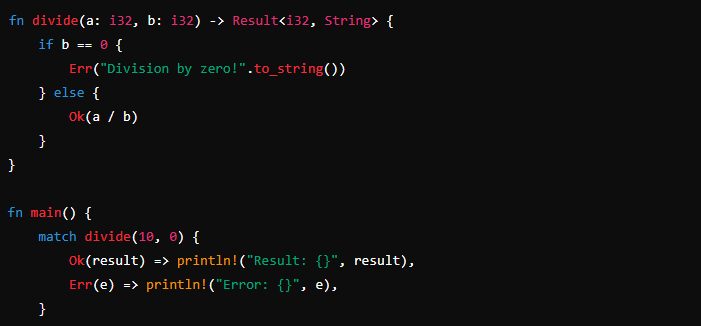 fn divide(a: i32, b: i32) -> Result<i32, String> {
    if b == 0 {
        Err("Division by zero!".to_string())
    } else {
        Ok(a / b)
    }
}

fn main() {
    match divide(10, 0) {
        Ok(result) => println!("Result: {}", result),
        Err(e) => println!("Error: {}", e),
    }